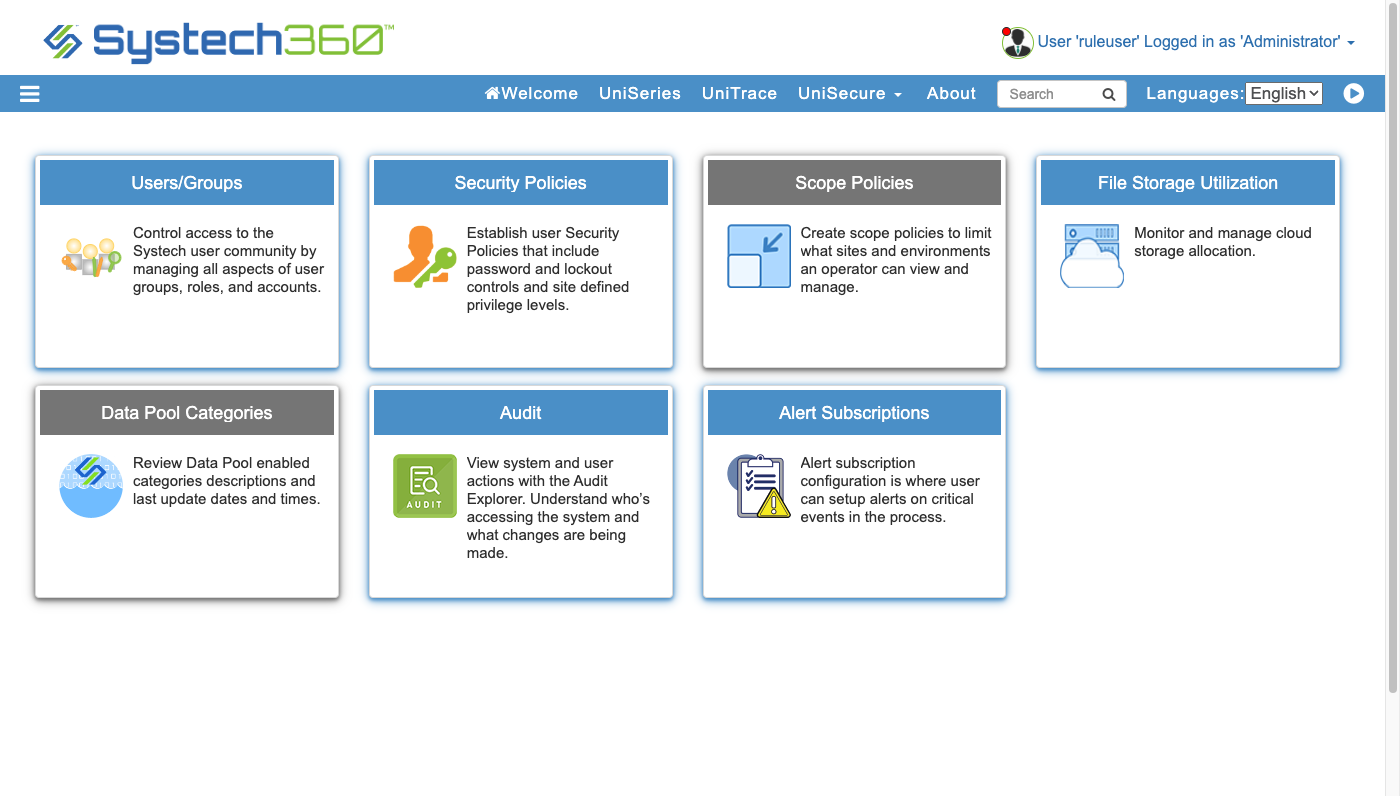 Systech360™
User 'ruleuser' Logged in as 'Administrator'
Welcome UniSeries UniTrace UniSecure About Search Languages: English
Users/Groups
Control access to the
Systech user community by
managing all aspects of user
groups, roles, and accounts.
Security Policies
Establish user Security
Policies that include
password and lockout
controls and site defined
privilege levels.
Scope Policies
Create scope policies to limit
what sites and environments
an operator can view and
manage.
File Storage Utilization
Monitor and manage cloud
storage allocation.
Data Pool Categories
Review Data Pool enabled
categories descriptions and
last update dates and times.
Audit
AUDIT
View system and user
actions with the Audit
Explorer. Understand who’s
accessing the system and
what changes are being
made.
Alert Subscriptions
Alert subscription
configuration is where user
can setup alerts on critical
events in the process.